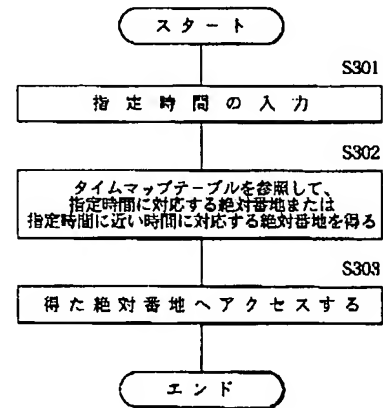 スタート
S301
指定時間の入力
S302
タイムマップテーブルを参照して、
指定時間に対応する絶対番地または
指定時間に近い時間に対応する絶対番地を得る
S303
得た絶対番地へアクセスする
エンド